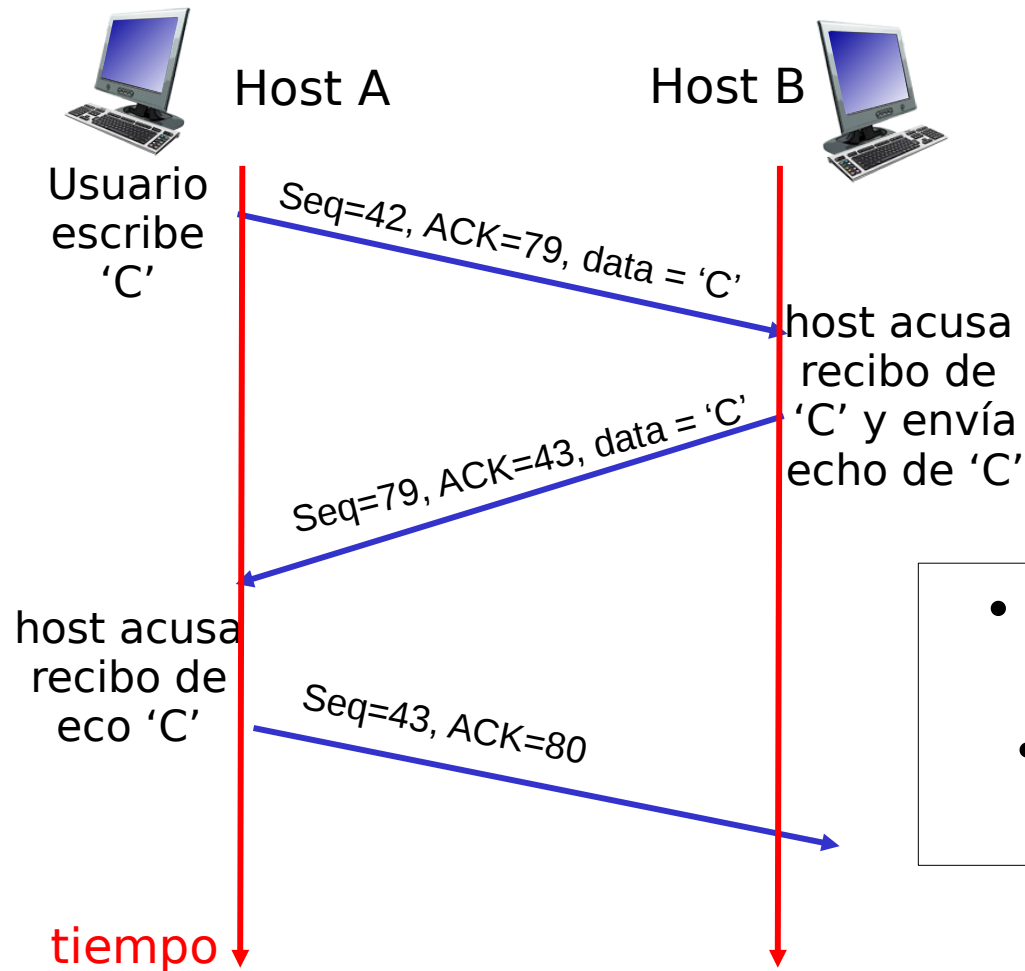 Host A
Host B
Usuario
escribe
‘C’
Seq=42, ACK=79, data = ‘C’
host acusa
recibo de
‘C’ y envía
echo de ‘C’
Seq=79, ACK=43, data = ‘C’
host acusa
recibo de
eco ‘C’
Seq=43, ACK=80
tiempo